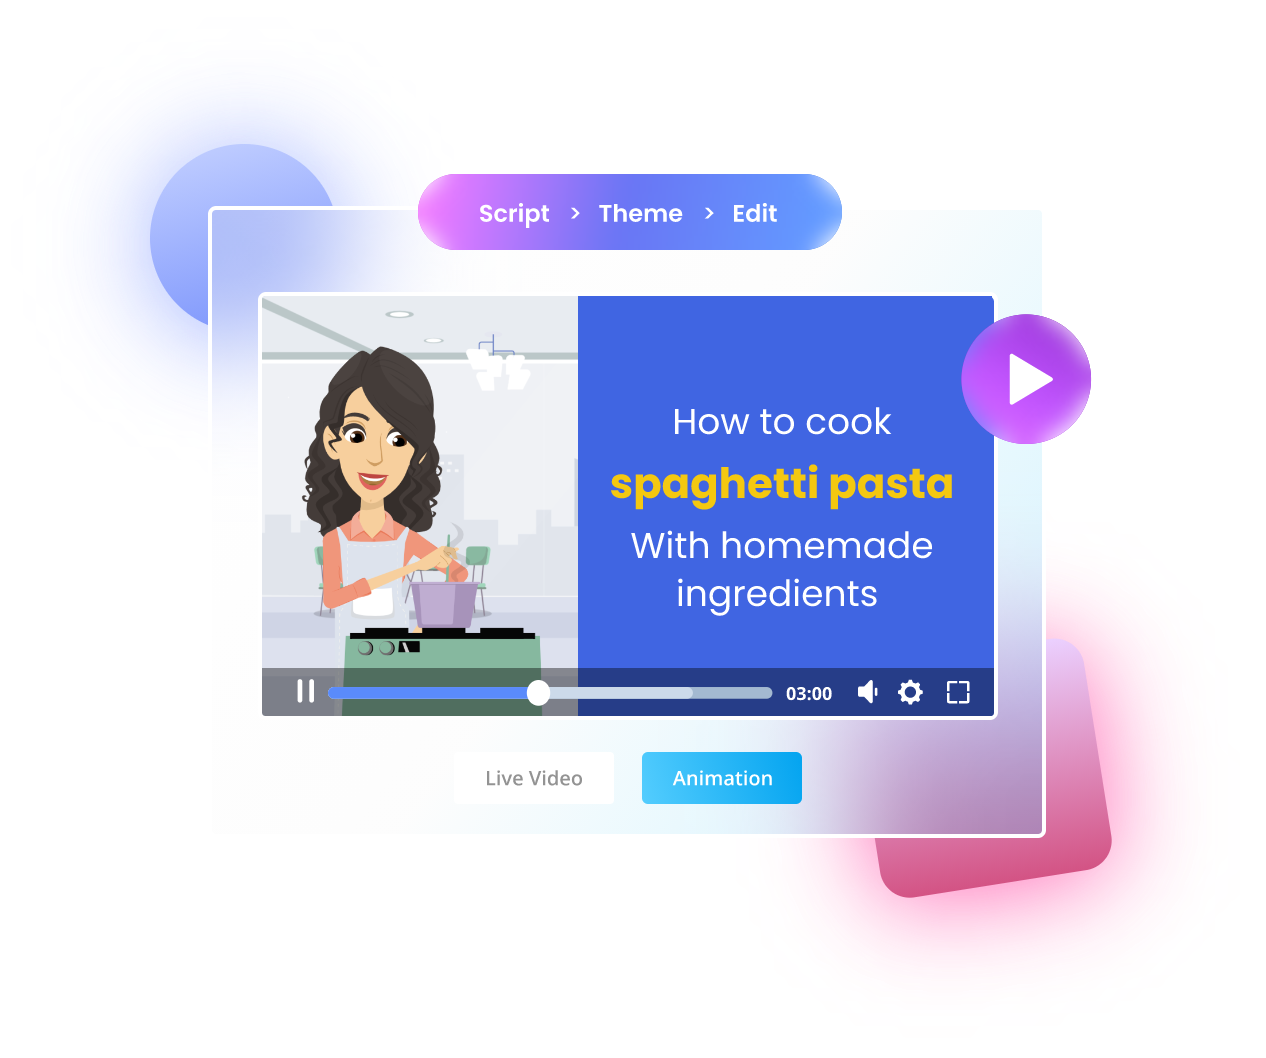 Script > Theme > Edit
How to cook
spaghetti pasta
With homemade
ingredients
03:00
Live Video
Animation